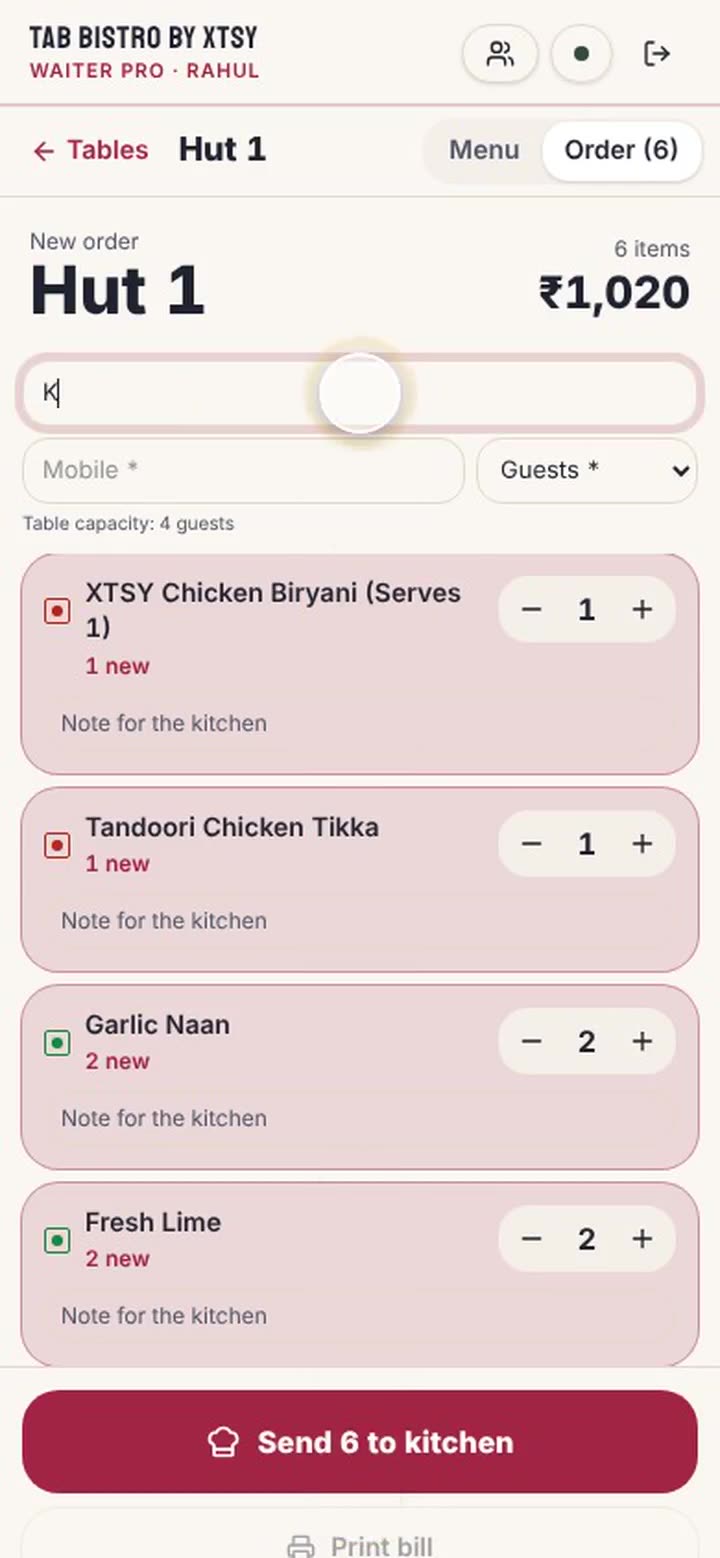 TAB BISTRO BY XTSY
WAITER PRO · RAHUL
← Tables
Hut 1
Menu
Order (6)
New order
Hut 1
6 items
₹1,020
K
Mobile *
Guests *
Table capacity: 4 guests
XTSY Chicken Biryani (Serves
1)
1 new
− 1 +
Note for the kitchen
Tandoori Chicken Tikka
1 new
− 1 +
Note for the kitchen
Garlic Naan
2 new
− 2 +
Note for the kitchen
Fresh Lime
2 new
− 2 +
Note for the kitchen
Send 6 to kitchen
Print bill